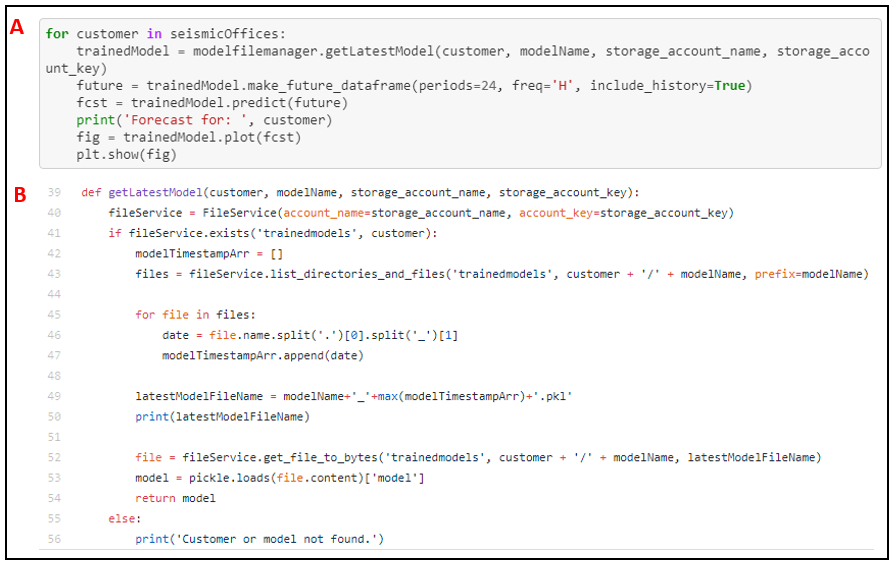 A
for customer in seismicOffices:
    trainedModel = modelfilemanager.getLatestModel(customer, modelName, storage_account_name, storage_acco
unt_key)
    future = trainedModel.make_future_dataframe(periods=24, freq='H', include_history=True)
    fcst = trainedModel.predict(future)
    print('Forecast for: ', customer)
    fig = trainedModel.plot(fcst)
    plt.show(fig)
B
39 def getLatestModel(customer, modelName, storage_account_name, storage_account_key):
40     fileService = FileService(account_name=storage_account_name, account_key=storage_account_key)
41     if fileService.exists('trainedmodels', customer):
42         modelTimestampArr = []
43         files = fileService.list_directories_and_files('trainedmodels', customer + '/' + modelName, prefix=modelName)
44
45         for file in files:
46             date = file.name.split('.')[0].split('_')[1]
47             modelTimestampArr.append(date)
48
49         latestModelFileName = modelName+'_'+max(modelTimestampArr)+'.pkl'
50         print(latestModelFileName)
51
52         file = fileService.get_file_to_bytes('trainedmodels', customer + '/' + modelName, latestModelFileName)
53         model = pickle.loads(file.content)['model']
54         return model
55     else:
56         print('Customer or model not found.')